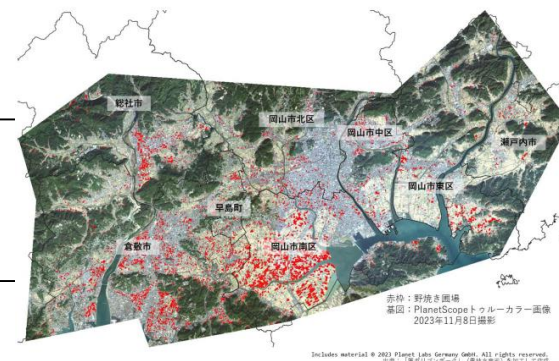 総社市
岡山市北区
岡山市中区
瀬戸内市
岡山市東区
早島町
倉敷市
岡山市南区
赤枠：野焼き圃場
基図：PlanetScopeトゥルーカラー画像
2023年11月8日撮影
Includes material © 2023 Planet Labs Germany GmbH. All rights reserved.